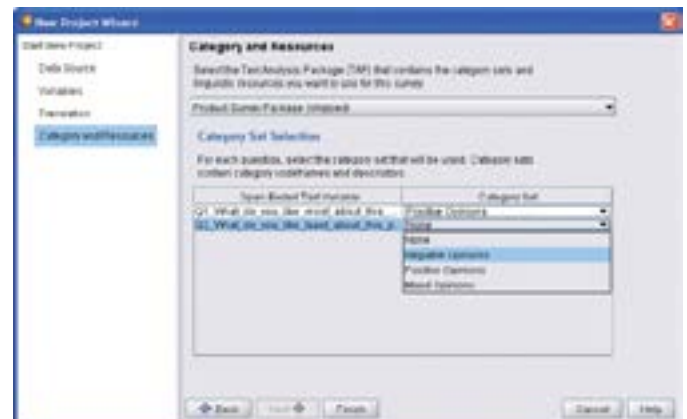 New Project Wizard
Start New Project
Data Source
Variables
Translation
Category and Resources
Category and Resources
Select the Text Analysis Package (TAP) that contains the category sets and
linguistic resources you want to use for this survey
Product Survey Package (shipped)
Category Set Selection
For each question, select the category set that will be used. Category sets
contain category codeframes and descriptors.
Open-Ended Text Variable
Category Set
Q1_What_do_you_like_most_about_this
Positive Opinions
Q2_What_do_you_like_least_about_this_p
None
None
Negative Opinions
Positive Opinions
Mixed Opinions
Back
Next
Finish
Cancel
Help